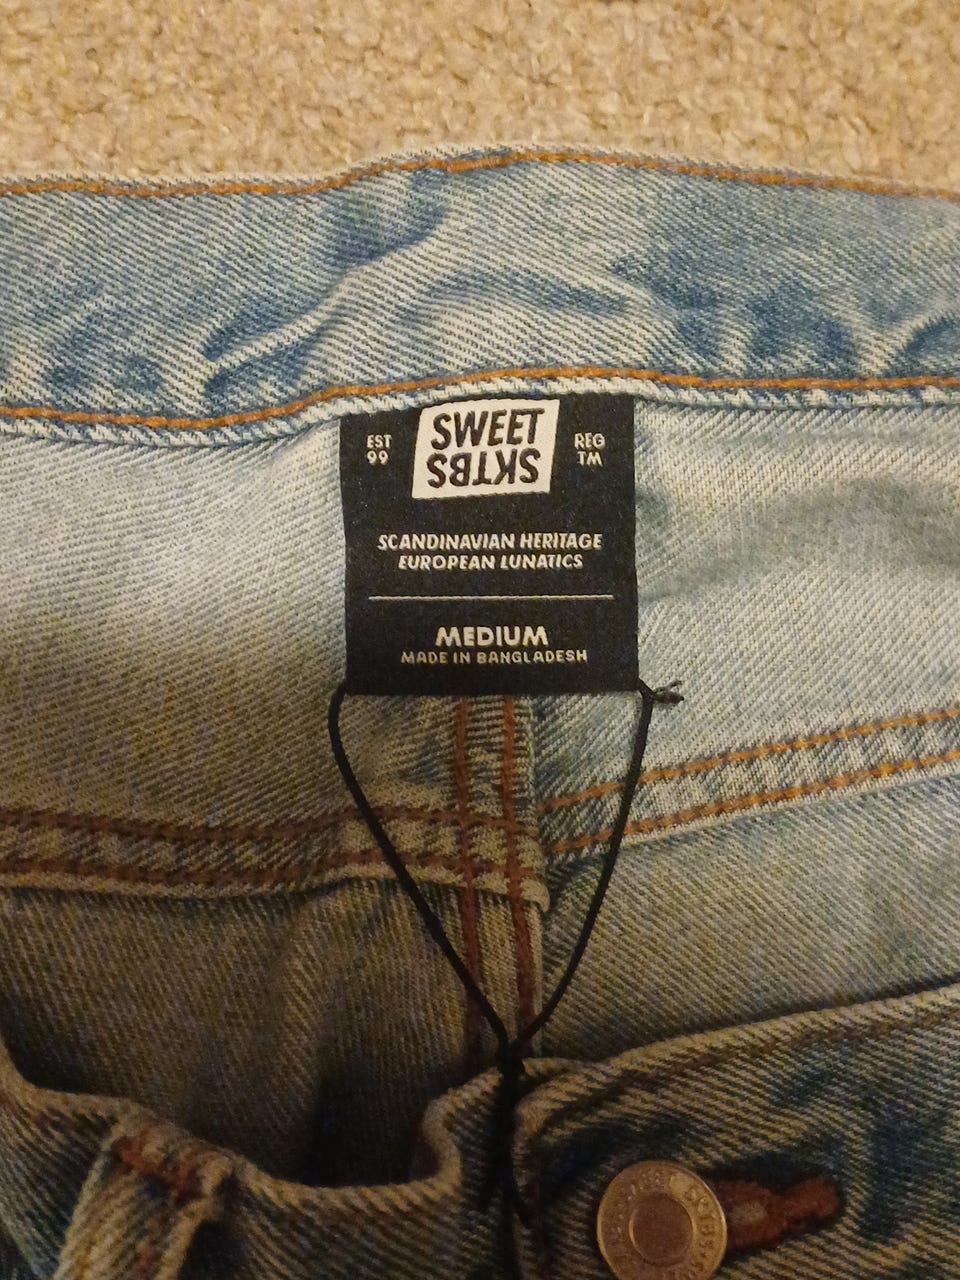 EST
99
SWEET
SKTBS
REG
TM
SCANDINAVIAN HERITAGE
EUROPEAN LUNATICS
MEDIUM
MADE IN BANGLADESH